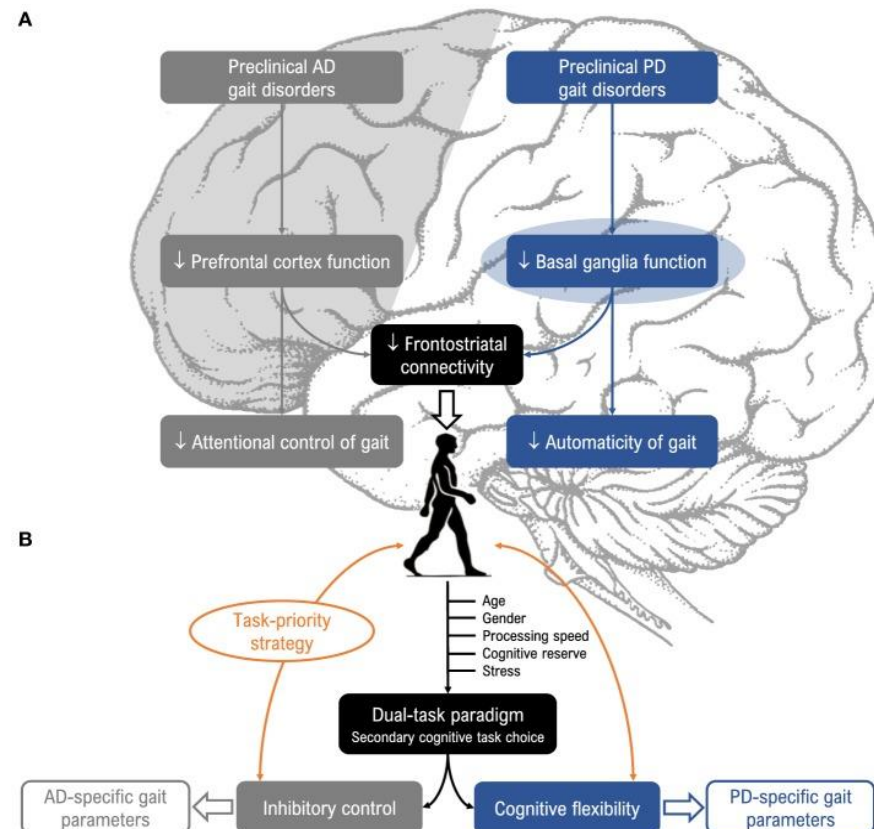 A
Preclinical AD
gait disorders
Preclinical PD
gait disorders
↓ Prefrontal cortex function
↓ Basal ganglia function
↓ Frontostriatal
connectivity
↓ Attentional control of gait
↓ Automaticity of gait
B
Task-priority
strategy
Age
Gender
Processing speed
Cognitive reserve
Stress
Dual-task paradigm
Secondary cognitive task choice
AD-specific gait
parameters
Inhibitory control
Cognitive flexibility
PD-specific gait
parameters